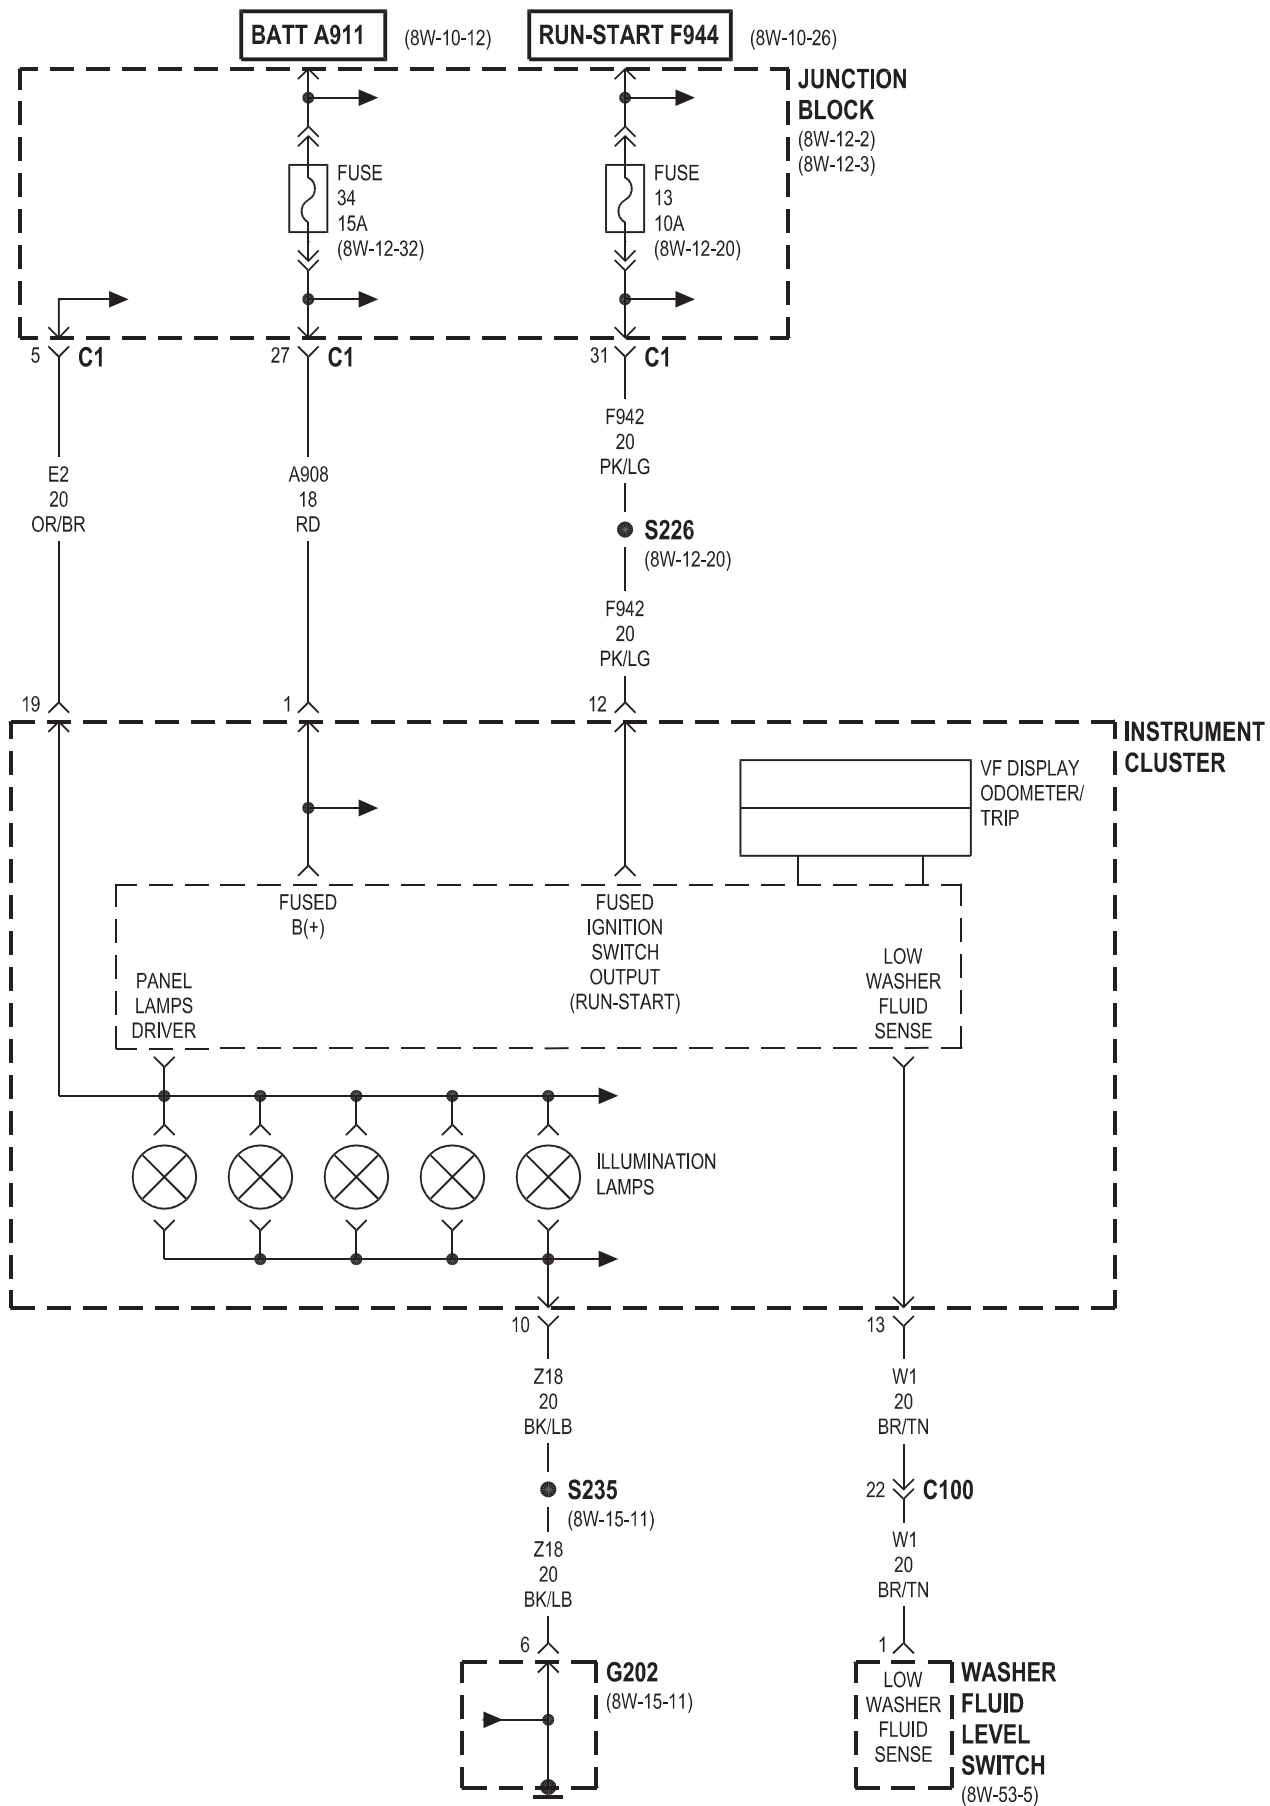 BATT A911
(8W-10-12)
RUN-START F944
(8W-10-26)
JUNCTION
BLOCK
(8W-12-2)
(8W-12-3)
FUSE
34
15A
(8W-12-32)
FUSE
13
10A
(8W-12-20)
5
C1
27
C1
31
C1
E2
20
OR/BR
A908
18
RD
F942
20
PK/LG
S226
(8W-12-20)
F942
20
PK/LG
19
1
12
INSTRUMENT
CLUSTER
VF DISPLAY
ODOMETER/
TRIP
FUSED
B(+)
FUSED
IGNITION
SWITCH
OUTPUT
(RUN-START)
PANEL
LAMPS
DRIVER
LOW
WASHER
FLUID
SENSE
ILLUMINATION
LAMPS
10
13
Z18
20
BK/LB
W1
20
BR/TN
S235
(8W-15-11)
22
C100
Z18
20
BK/LB
W1
20
BR/TN
6
1
G202
(8W-15-11)
LOW
WASHER
FLUID
SENSE
WASHER
FLUID
LEVEL
SWITCH
(8W-53-5)